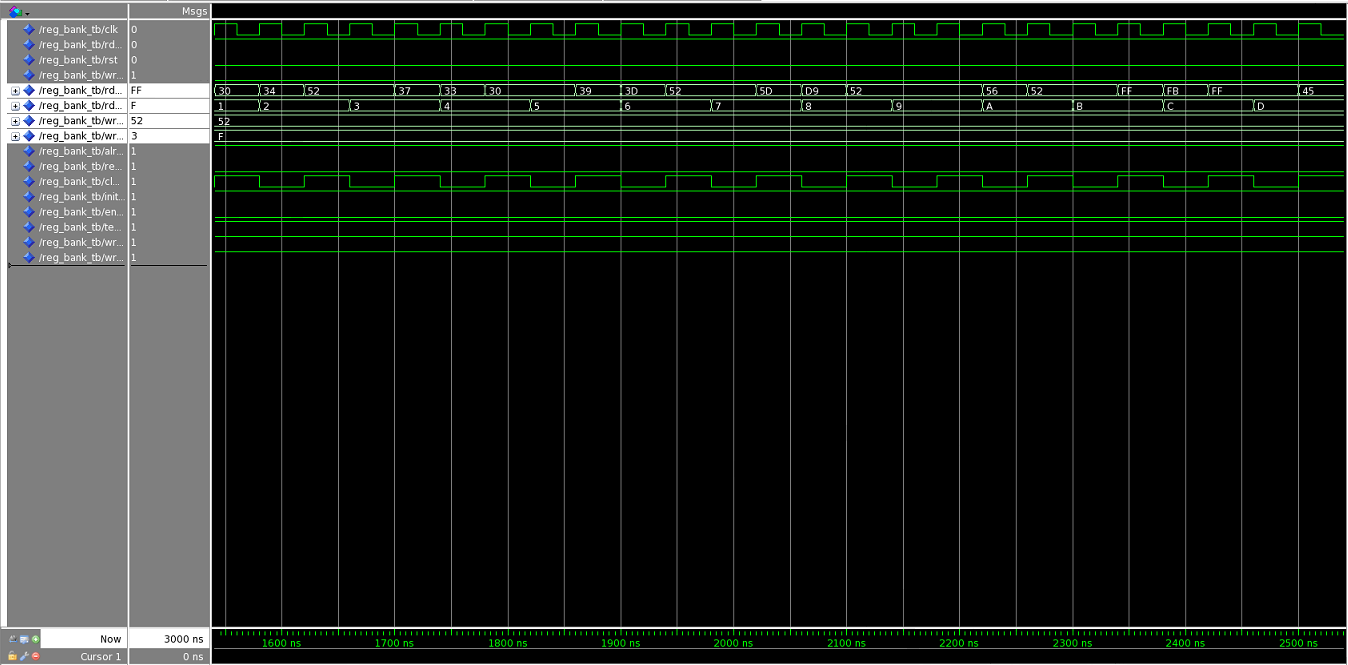 Msgs
/reg_bank_tb/clk 0
/reg_bank_tb/rd... 0
/reg_bank_tb/rst 0
/reg_bank_tb/wr... 1
/reg_bank_tb/rd... FF 30 34 52 37 33 30 39 3D 52 5D D9 52 56 52 FF FB FF 45
/reg_bank_tb/rd... F 1 2 3 4 5 6 7 8 9 A B C D
/reg_bank_tb/wr... 52 52
/reg_bank_tb/wr... 3 F
/reg_bank_tb/alr... 1
/reg_bank_tb/re... 1
/reg_bank_tb/cl... 1
/reg_bank_tb/init... 1
/reg_bank_tb/en... 1
/reg_bank_tb/te... 1
/reg_bank_tb/wr... 1
/reg_bank_tb/wr... 1
Now 3000 ns 1600 ns 1700 ns 1800 ns 1900 ns 2000 ns 2100 ns 2200 ns 2300 ns 2400 ns 2500 ns
Cursor 1 0 ns